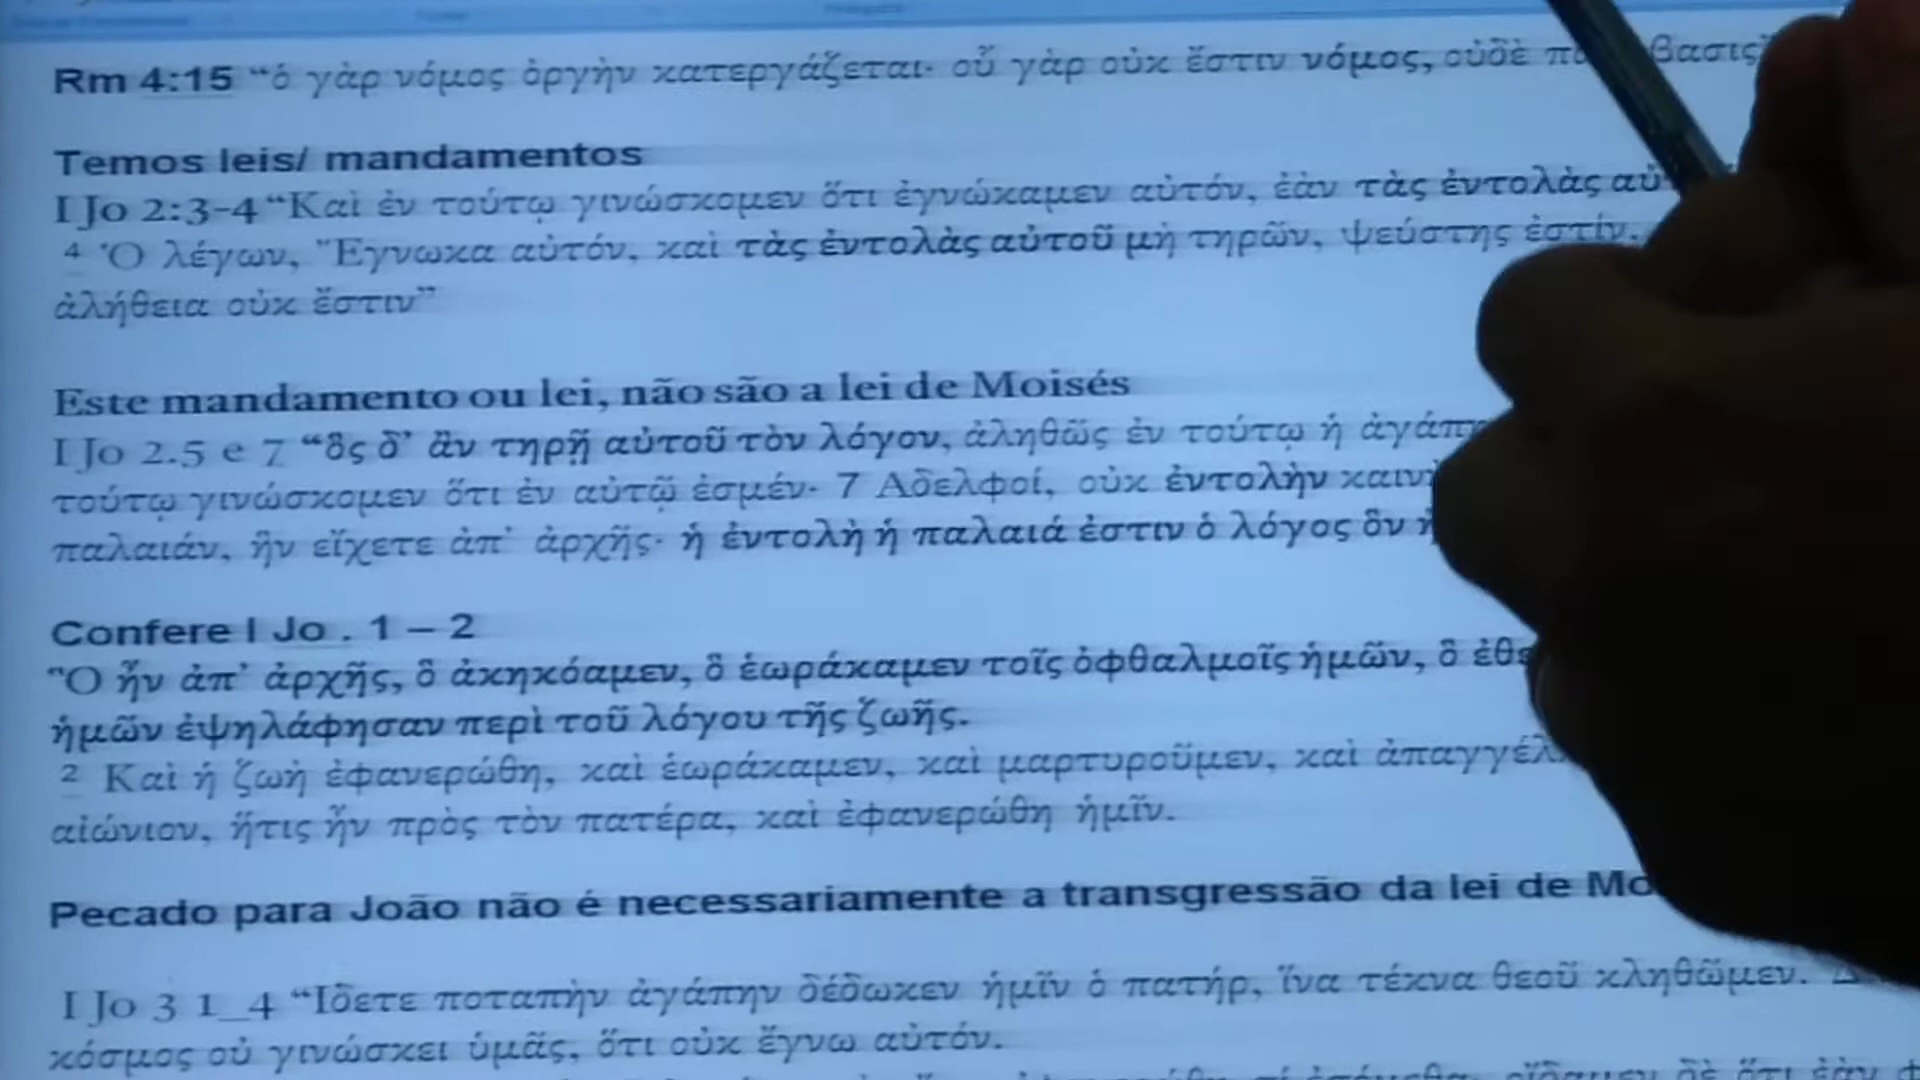 Rm 4:15 “ὁ γὰρ νόμος ὀργὴν κατεργάζεται· οὗ γὰρ οὐκ ἔστιν νόμος, οὐδὲ
Temos leis/ mandamentos
I Jo 2:3-4“Καὶ ἐν τούτῳ γινώσκομεν ὅτι ἐγνώκαμεν αὐτόν, ἐὰν τὰς ἐντολὰς
4 Ὁ λέγων, Ἔγνωκα αὐτόν, καὶ τὰς ἐντολὰς αὐτοῦ μὴ τηρῶν, ψεύστης ἐστίν,
ἀλήθεια οὐκ ἔστιν”
Este mandamento ou lei, não são a lei de Moisés
I Jo 2.5 e 7 “ὃς δ’ ἂν τηρῇ αὐτοῦ τὸν λόγον, ἀληθῶς ἐν τούτῳ ἡ
τούτῳ γινώσκομεν ὅτι ἐν αὐτῷ ἐσμέν· 7 Αδελφοί, οὐκ ἐντολὴν
παλαιάν, ἣν εἴχετε ἀπ’ ἀρχῆς· ἡ ἐντολὴ ἡ παλαιά ἐστιν ὁ λόγος ὃν
Confere I Jo . 1 – 2
“Ὃ ἦν ἀπ’ ἀρχῆς, ὃ ἀκηκόαμεν, ὃ ἑωράκαμεν τοῖς ὀφθαλμοῖς ἡμῶν, ὃ
ἡμῶν ἐψηλάφησαν περὶ τοῦ λόγου τῆς ζωῆς.
2 Καὶ ἡ ζωὴ ἐφανερώθη, καὶ ἑωράκαμεν, καὶ μαρτυροῦμεν, καὶ
αἰώνιον, ἥτις ἦν πρὸς τὸν πατέρα, καὶ ἐφανερώθη ἡμῖν.
Pecado para João não é necessariamente a transgressão da lei de
I Jo 3 1_4 “Ιδετε ποταπὴν ἀγάπην δέδωκεν ἡμῖν ὁ πατήρ, ἵνα τέκνα θεοῦ κληθῶμεν.
κόσμος οὐ γινώσκει ὑμᾶς, ὅτι οὐκ ἔγνω αὐτόν.